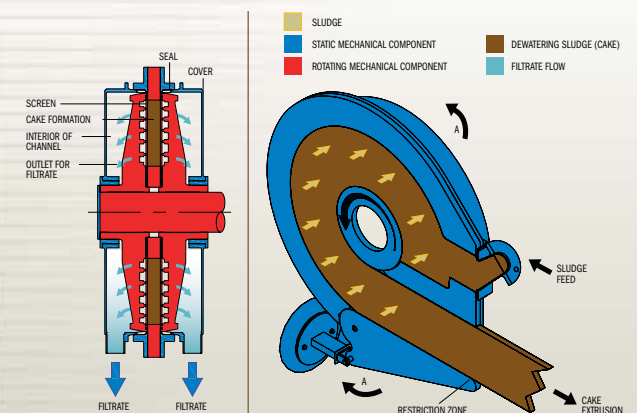 SLUDGE
STATIC MECHANICAL COMPONENT
ROTATING MECHANICAL COMPONENT
DEWATERING SLUDGE (CAKE)
FILTRATE FLOW
SEAL
COVER
SCREEN
CAKE FORMATION
INTERIOR OF
CHANNEL
OUTLET FOR
FILTRATE
FILTRATE
FILTRATE
A
SLUDGE
FEED
A
RESTRICTION ZONE
CAKE
EXTRUSION